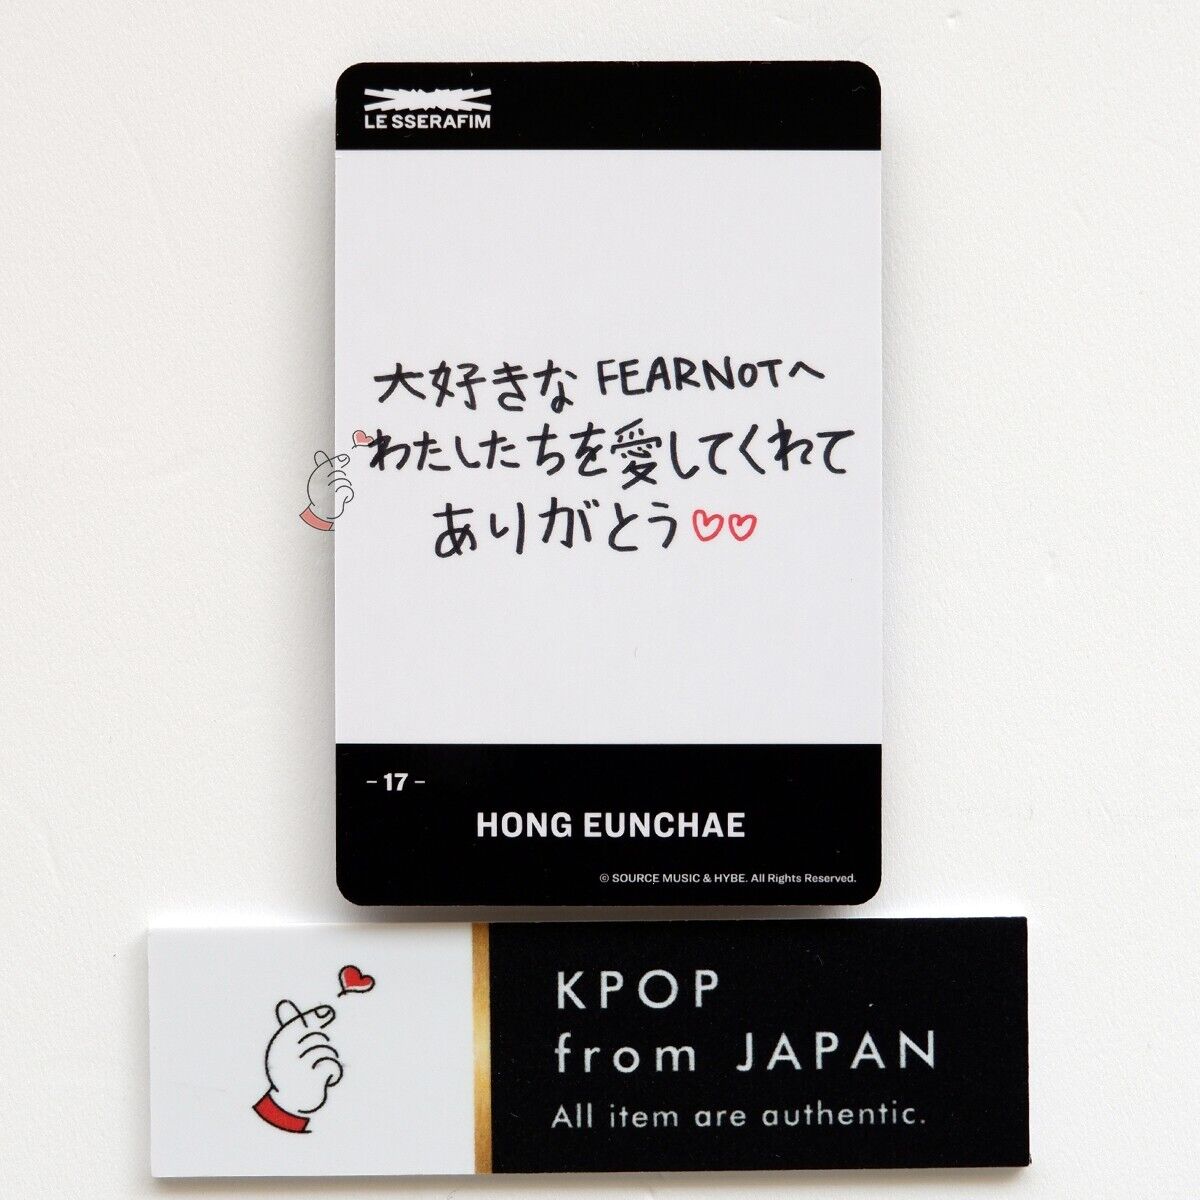 LE SSERAFIM
大好きな FEARNOTへ
わたしたちを愛してくれて
ありがとう♡♡
- 17 -
HONG EUNCHAE
© SOURCE MUSIC & HYBE. All Rights Reserved.
KPOP
from JAPAN
All item are authentic.